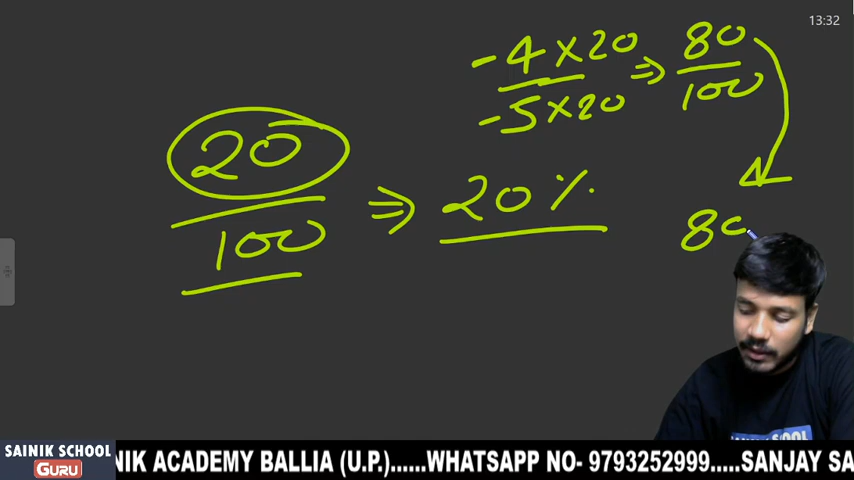 13:32
-4×20/-5×20 ⇒ 80/100
20/100 ⇒ 20%
80
SAINIK SCHOOL
Guru
NIK ACADEMY BALLIA (U.P.)......WHATSAPP NO- 9793252999......SANJAY SA